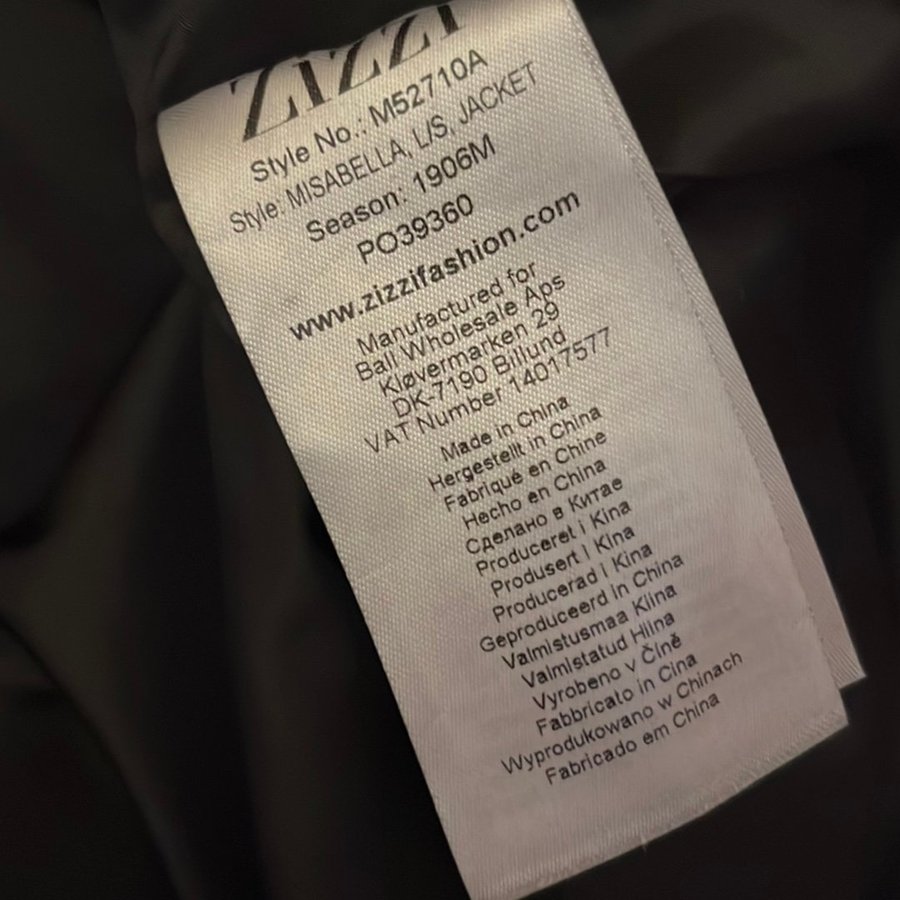 ZIZZI
Style No.: M52710A
Style: MISABELLA, L/S, JACKET
Season: 1906M
PO39360
www.zizzifashion.com
Manufactured for
Ball Wholesale Aps
Kløvermarken 29
DK-7190 Billund
VAT Number 14017577
Made in China
Hergestellt in China
Fabriqué en Chine
Hecho en China
Сделано в Китае
Produceret i Kina
Produsert i Kina
Producerad i Kina
Geproduceerd in China
Valmistusmaa Kiina
Valmistatud Hiina
Vyrobeno v Číně
Fabbricato in Cina
Wyprodukowano w Chinach
Fabricado em China